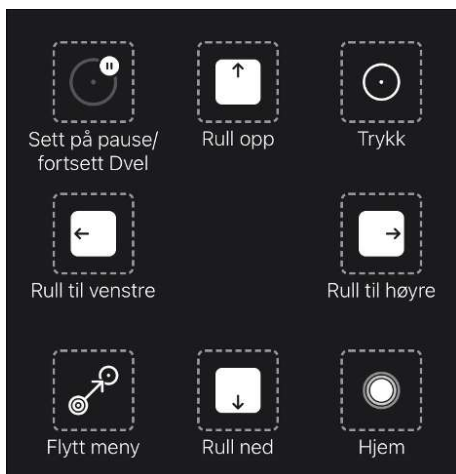 Sett på pause/
fortsett Dvel
Rull opp
Trykk
Rull til venstre
Rull til høyre
Flytt meny
Rull ned
Hjem